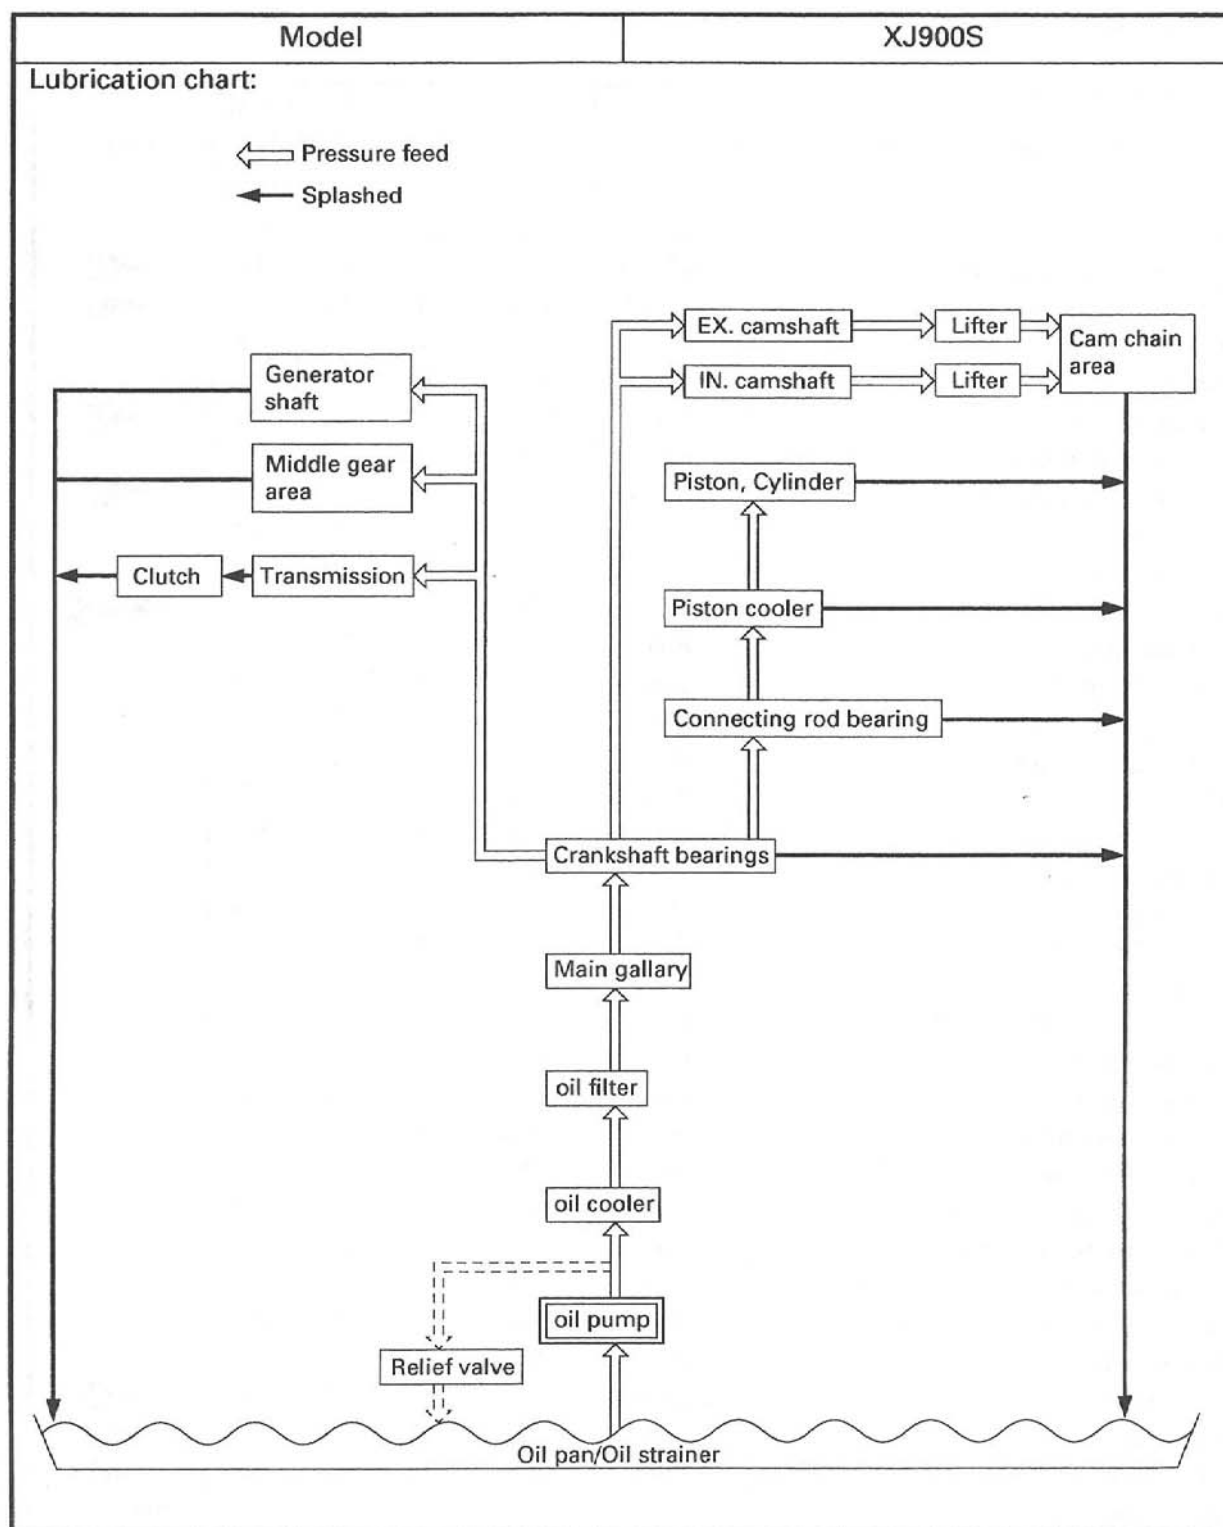 Model
XJ900S
Lubrication chart:
Pressure feed
Splashed
EX. camshaft
Lifter
Cam chain
area
IN. camshaft
Lifter
Generator
shaft
Middle gear
area
Piston, Cylinder
Clutch
Transmission
Piston cooler
Connecting rod bearing
Crankshaft bearings
Main gallary
oil filter
oil cooler
oil pump
Relief valve
Oil pan/Oil strainer